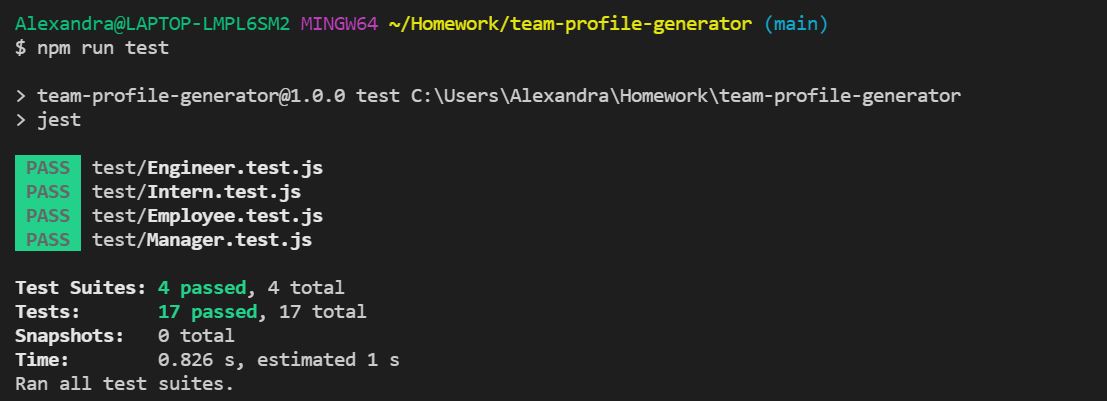 Alexandra@LAPTOP-LMPL6SM2 MINGW64 ~/Homework/team-profile-generator (main)
$ npm run test
> team-profile-generator@1.0.0 test C:\Users\Alexandra\Homework\team-profile-generator
> jest
PASS test/Engineer.test.js
PASS test/Intern.test.js
PASS test/Employee.test.js
PASS test/Manager.test.js
Test Suites: 4 passed, 4 total
Tests: 17 passed, 17 total
Snapshots: 0 total
Time: 0.826 s, estimated 1 s
Ran all test suites.